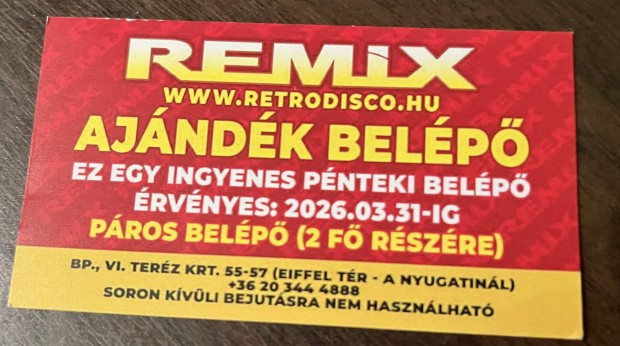 REMIX
WWW.RETRODISCO.HU
AJÁNDÉK BELÉPŐ
EZ EGY INGYENES PÉNTEKI BELÉPŐ
ÉRVÉNYES: 2026.03.31-IG
PÁROS BELÉPŐ (2 FŐ RÉSZÉRE)
BP., VI. TERÉZ KRT. 55-57 (EIFFEL TÉR - A NYUGATINÁL)
+36 20 344 4888
SORON KÍVÜLI BEJUTÁSRA NEM HASZNÁLHATÓ